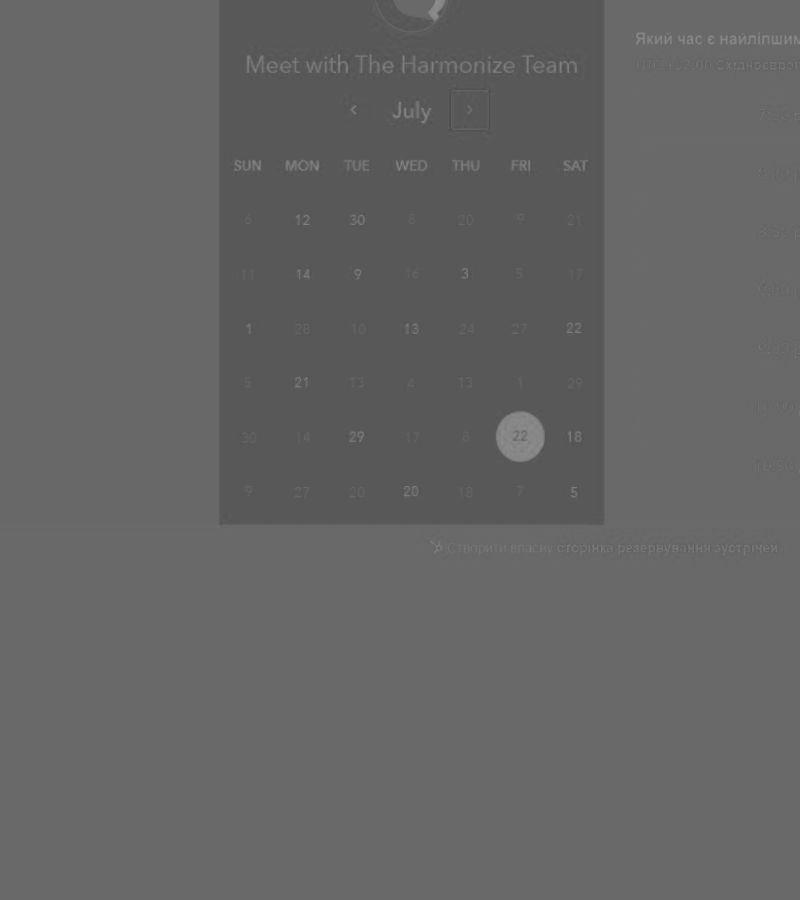 Який час є найліпшим
Meet with The Harmonize Team
‹ July ›
SUN MON TUE WED THU FRI SAT
6 12 30 8 20 9 21
11 14 9 16 3 5 17
1 28 10 13 24 27 22
5 21 13 4 13 1 29
30 14 29 17 8 22 18
9 27 20 20 18 7 5
Створити власну сторінка резервування зустрічей